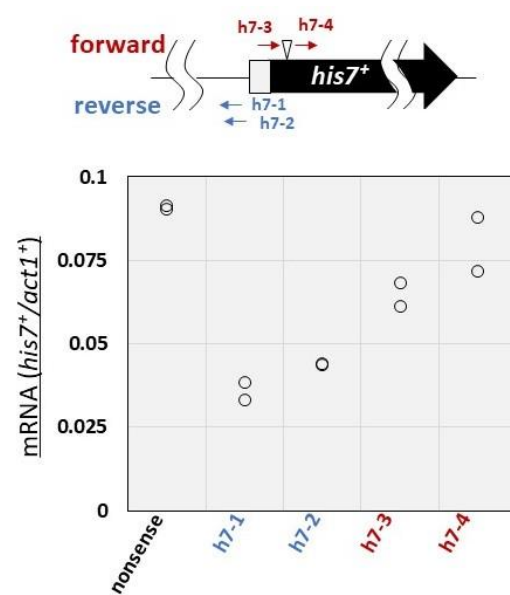 h7-3 h7-4
forward
his7+
reverse
h7-1
h7-2
0.1
0.075
0.05
0.025
0
mRNA (his7+/act1+)
nonsense
h7-1
h7-2
h7-3
h7-4